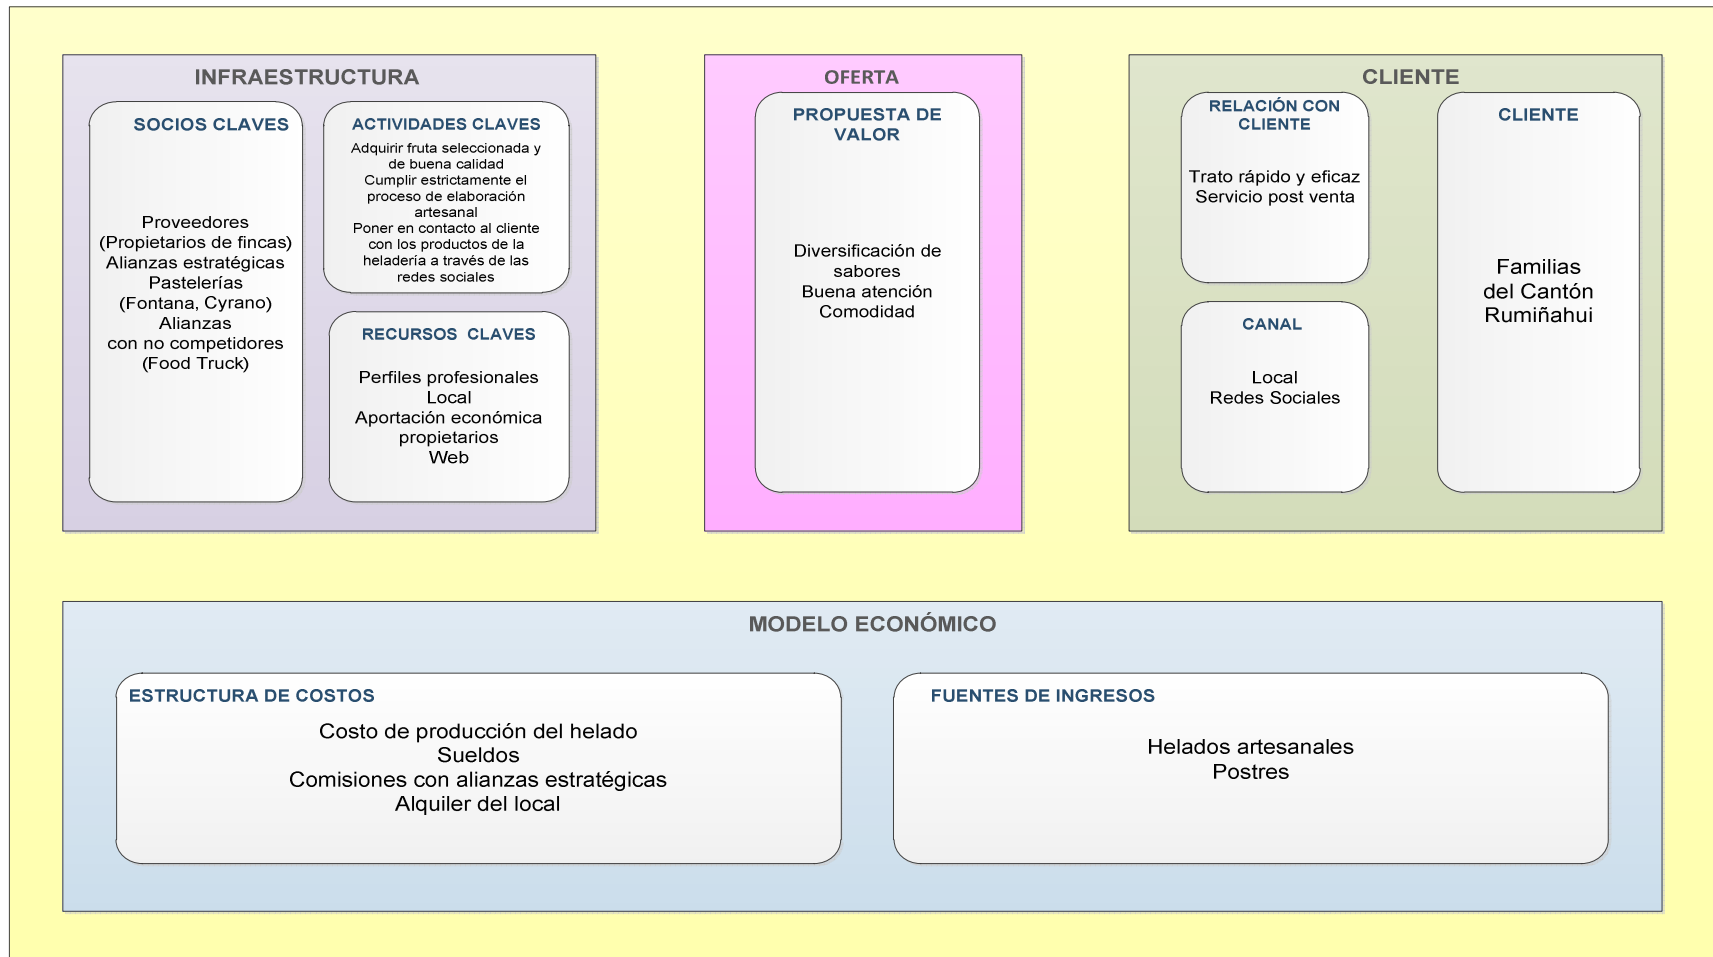 INFRAESTRUCTURA
SOCIOS CLAVES
Proveedores
(Propietarios de fincas)
Alianzas estratégicas
Pastelerías
(Fontana, Cyrano)
Alianzas
con no competidores
(Food Truck)
ACTIVIDADES CLAVES
Adquirir fruta seleccionada y
de buena calidad
Cumplir estrictamente el
proceso de elaboración
artesanal
Poner en contacto al cliente
con los productos de la
heladería a través de las
redes sociales
RECURSOS CLAVES
Perfiles profesionales
Local
Aportación económica
propietarios
Web
OFERTA
PROPUESTA DE
VALOR
Diversificación de
sabores
Buena atención
Comodidad
CLIENTE
RELACIÓN CON
CLIENTE
Trato rápido y eficaz
Servicio post venta
CANAL
Local
Redes Sociales
CLIENTE
Familias
del Cantón
Rumiñahui
MODELO ECONÓMICO
ESTRUCTURA DE COSTOS
Costo de producción del helado
Sueldos
Comisiones con alianzas estratégicas
Alquiler del local
FUENTES DE INGRESOS
Helados artesanales
Postres